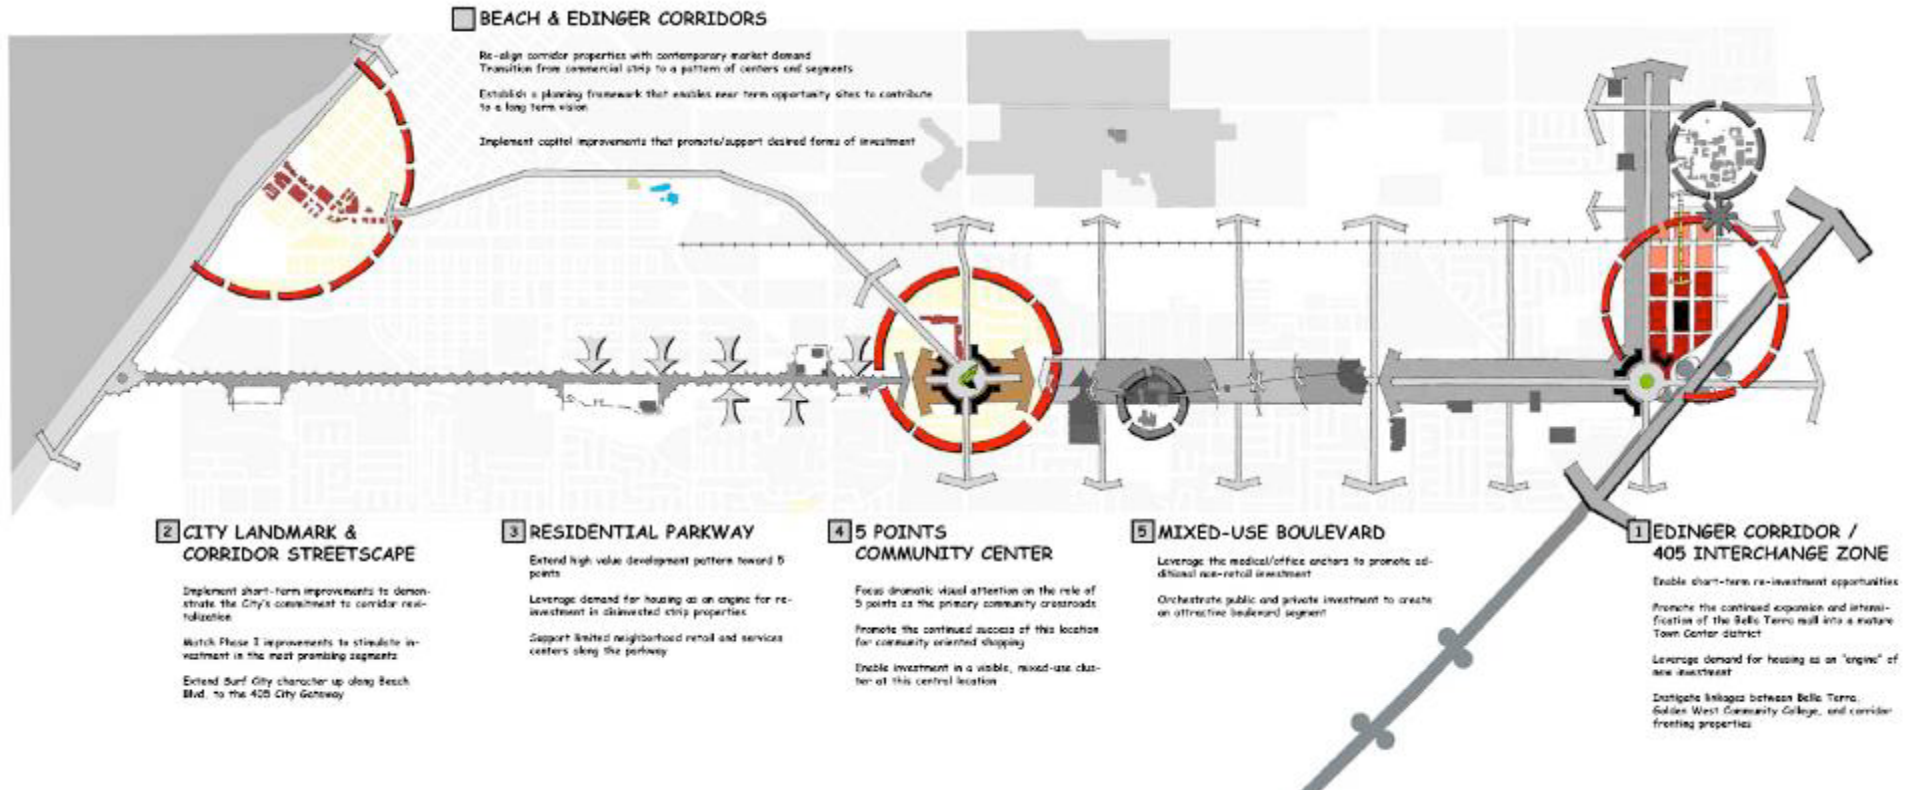 BEACH & EDINGER CORRIDORS
Re-align corridor properties with contemporary market demand
Transition from commercial strip to a pattern of centers and segments
Establish a planning framework that enables near term opportunity sites to contribute
to a long term vision
Implement capitol improvements that promote/support desired forms of investment
2 CITY LANDMARK &
CORRIDOR STREETSCAPE
Implement short-term improvements to demon-
strate the City's commitment to corridor revi-
talization
Match Phase I improvements to stimulate in-
vestment in the most promising segments
Extend Surf City character up along Beach
Blvd. to the 405 City Gateway
3 RESIDENTIAL PARKWAY
Extend high value development pattern toward 5
points
Leverage demand for housing as an engine for re-
investment in disinvested strip properties
Support limited neighborhood retail and services
centers along the parkway
4 5 POINTS
COMMUNITY CENTER
Focus dramatic visual attention on the role of
5 points as the primary community crossroads
Promote the continued success of this location
for community oriented shopping
Enable investment in a visible, mixed-use clus-
ter at this central location
5 MIXED-USE BOULEVARD
Leverage the medical/office anchors to promote ad-
ditional non-retail investment
Orchestrate public and private investment to create
an attractive boulevard segment
1 EDINGER CORRIDOR /
405 INTERCHANGE ZONE
Enable short-term re-investment opportunities
Promote the continued expansion and intensi-
fication of the Bella Terra mall into a mature
Town Center district
Leverage demand for housing as an "engine" of
new investment
Instigate linkages between Bella Terra,
Golden West Community College, and corridor
fronting properties